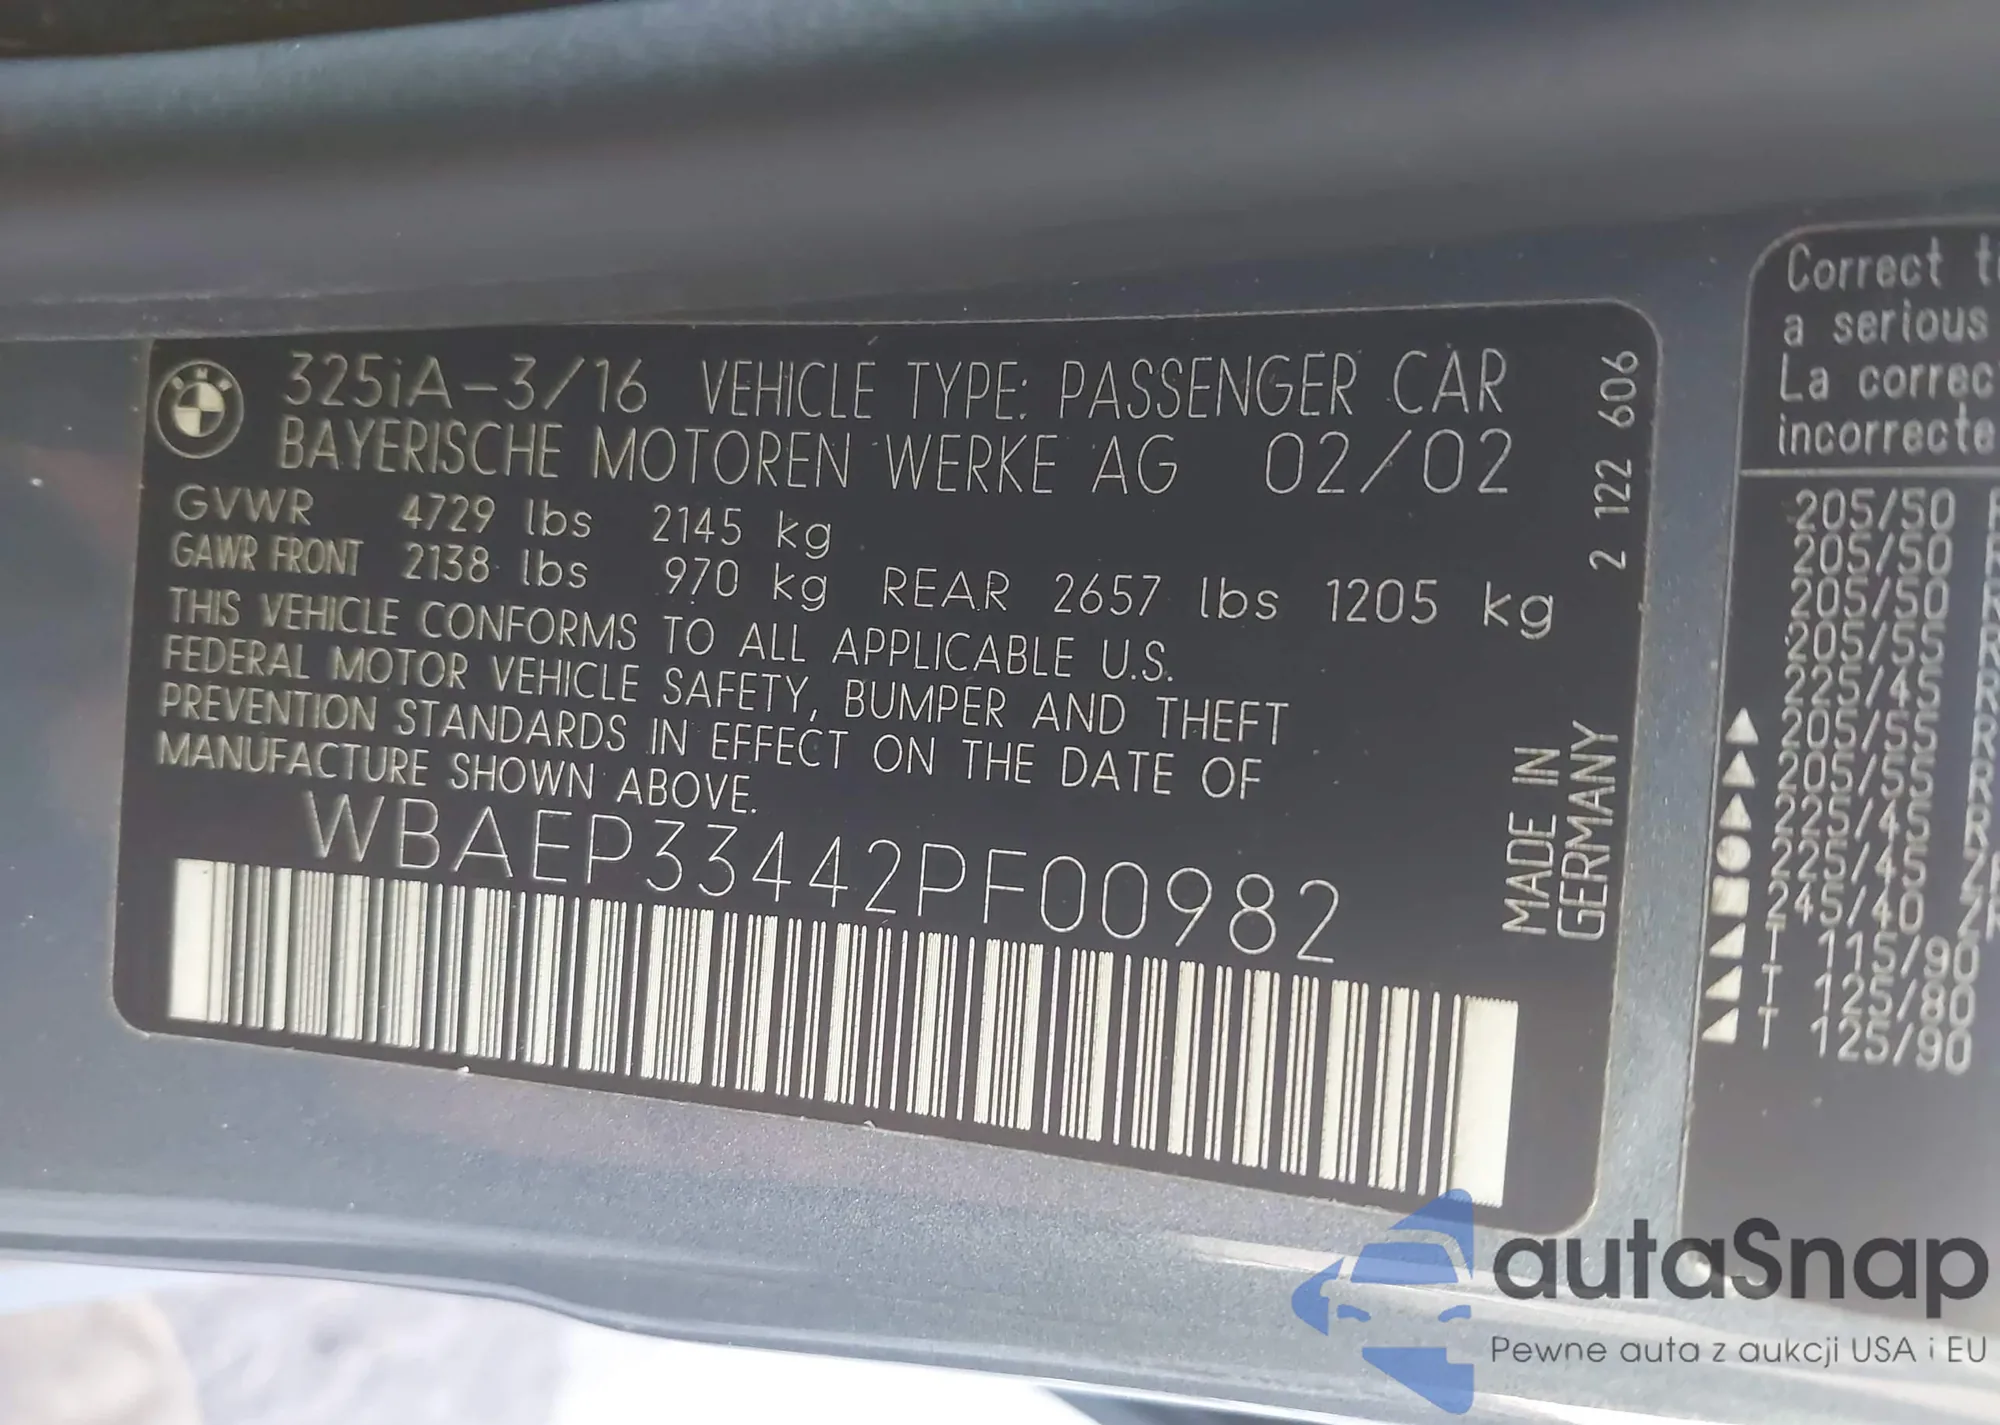 325iA-3/16 VEHICLE TYPE: PASSENGER CAR
BAYERISCHE MOTOREN WERKE AG 02/02
GVWR 4729 lbs 2145 kg
GAWR FRONT 2138 lbs 970 kg REAR 2657 lbs 1205 kg
THIS VEHICLE CONFORMS TO ALL APPLICABLE U.S.
FEDERAL MOTOR VEHICLE SAFETY, BUMPER AND THEFT
PREVENTION STANDARDS IN EFFECT ON THE DATE OF
MANUFACTURE SHOWN ABOVE.
WBAEP33442PF00982
2 122 606
MADE IN
GERMANY
Correct
a serious
La
205/50
205/50 R
205/50 R
205/55 R
225/45 R
205/55 R
205/55 R
225/45 R
225/45
245/40
T 115/90
T 125/80
T 125/90
autaSnap
Pewne auta z aukcji USA i EU